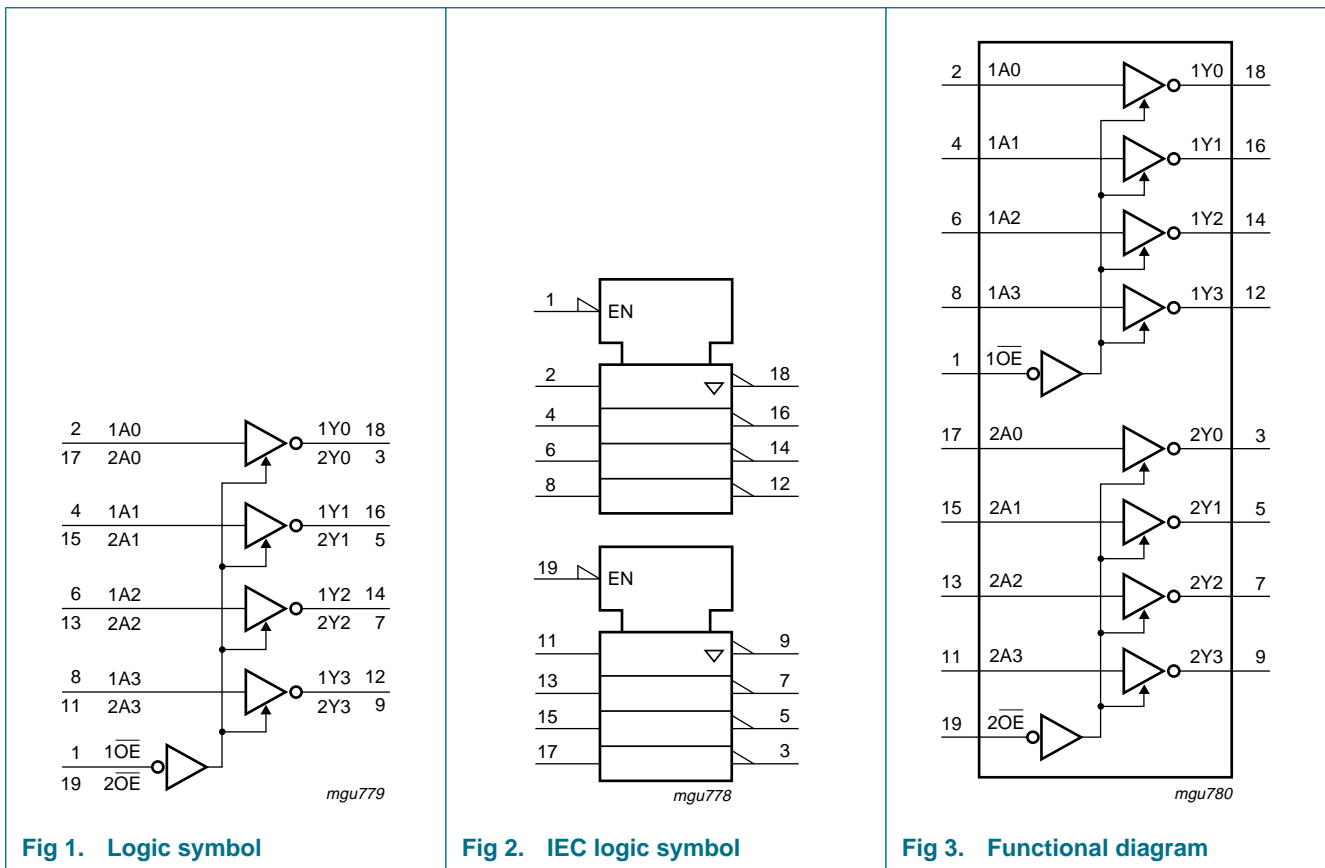 2 1A0 1Y0 18
17 2A0 2Y0 3
4 1A1 1Y1 16
15 2A1 2Y1 5
6 1A2 1Y2 14
13 2A2 2Y2 7
8 1A3 1Y3 12
11 2A3 2Y3 9
1 1O̅E̅
19 2O̅E̅
mgu779
Fig 1. Logic symbol
1 EN
2 18
4 16
6 14
8 12
19 EN
11 9
13 7
15 5
17 3
mgu778
Fig 2. IEC logic symbol
2 1A0 1Y0 18
4 1A1 1Y1 16
6 1A2 1Y2 14
8 1A3 1Y3 12
1 1O̅E̅
17 2A0 2Y0 3
15 2A1 2Y1 5
13 2A2 2Y2 7
11 2A3 2Y3 9
19 2O̅E̅
mgu780
Fig 3. Functional diagram